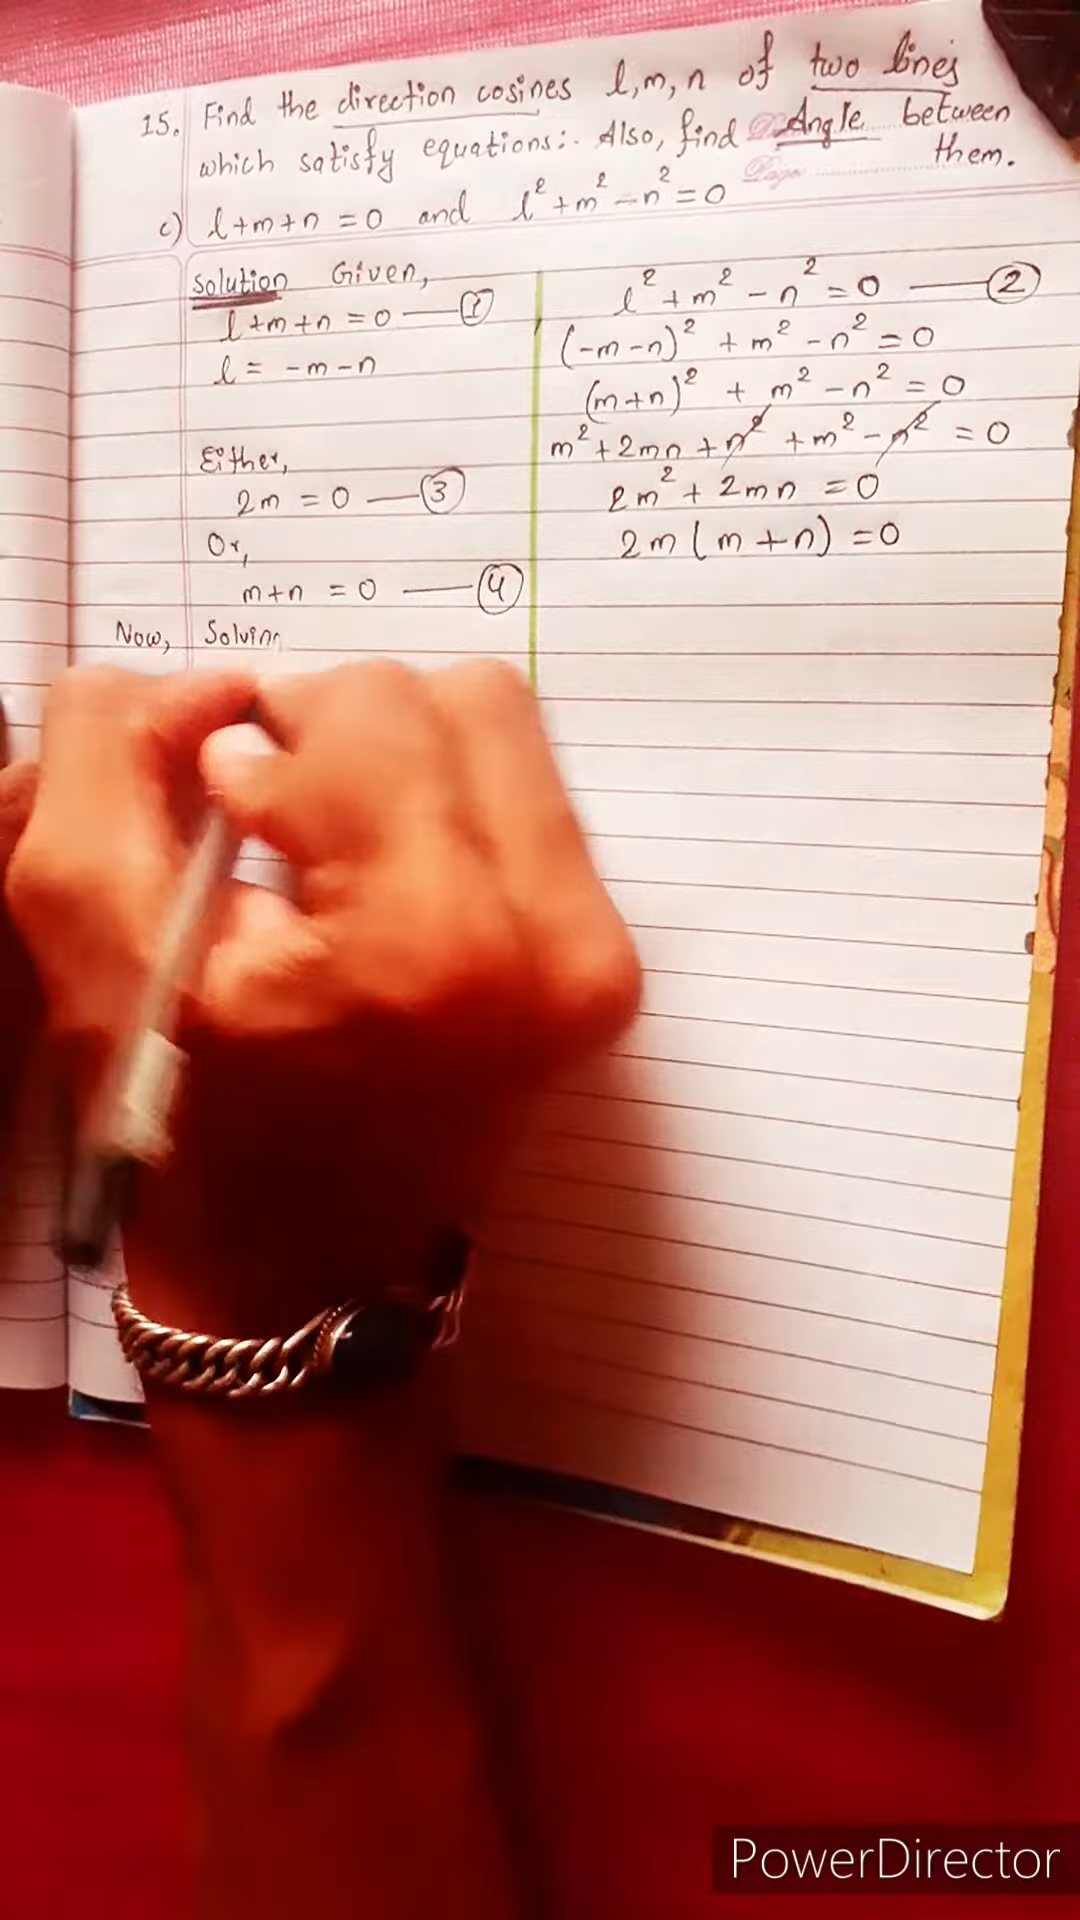 15. Find the direction cosines l, m, n of two lines
which satisfy equations:- Also, find Angle between them.
Page
c) l+m+n = 0 and l²+m²-n² = 0
Solution Given,
l+m+n = 0 — ①
l = -m-n
Either,
2m = 0 — ③
Or,
m+n = 0 — ④
Now, Solvin
l²+m²-n² = 0 — ②
(-m-n)² + m² - n² = 0
(m+n)² + m² - n² = 0
m²+2mn+n²+m²-n² = 0
2m² + 2mn = 0
2m(m+n) = 0
PowerDirector